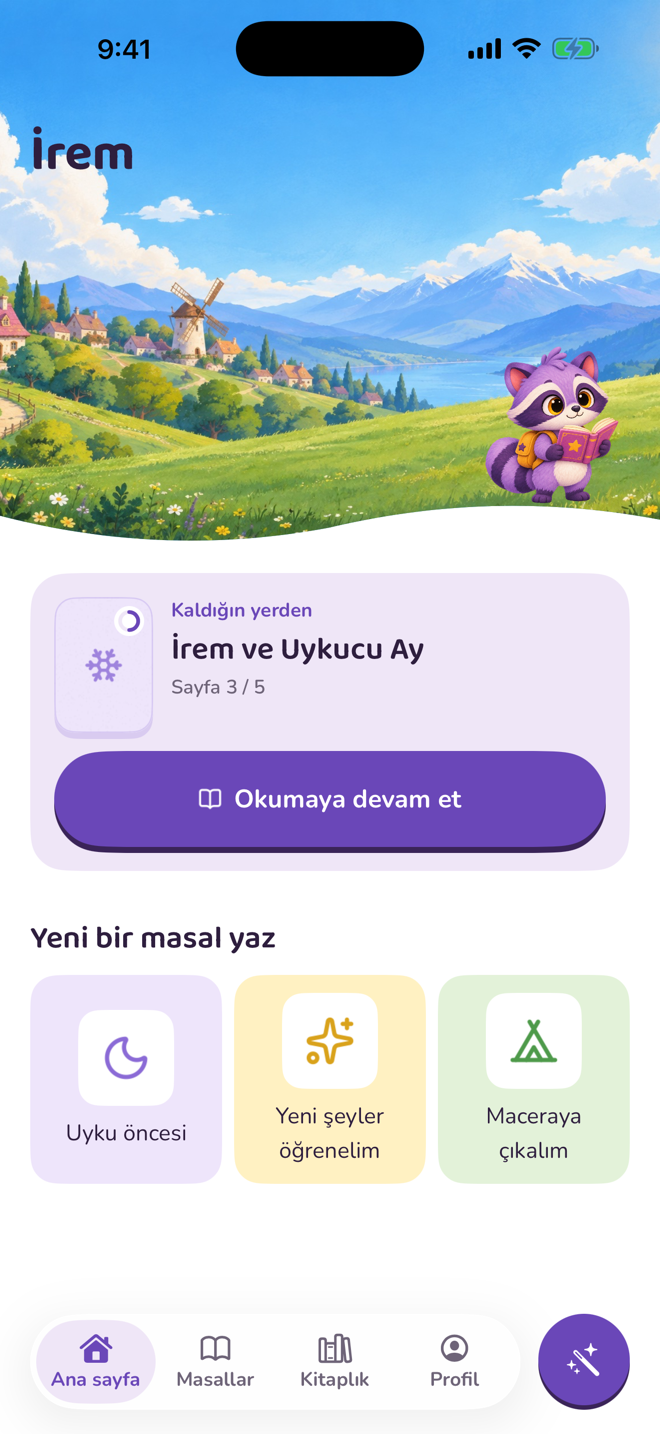 9:41
İrem
Kaldığın yerden
İrem ve Uykucu Ay
Sayfa 3 / 5
Okumaya devam et
Yeni bir masal yaz
Uyku öncesi
Yeni şeyler
öğrenelim
Maceraya
çıkalım
Ana sayfa
Masallar
Kitaplık
Profil